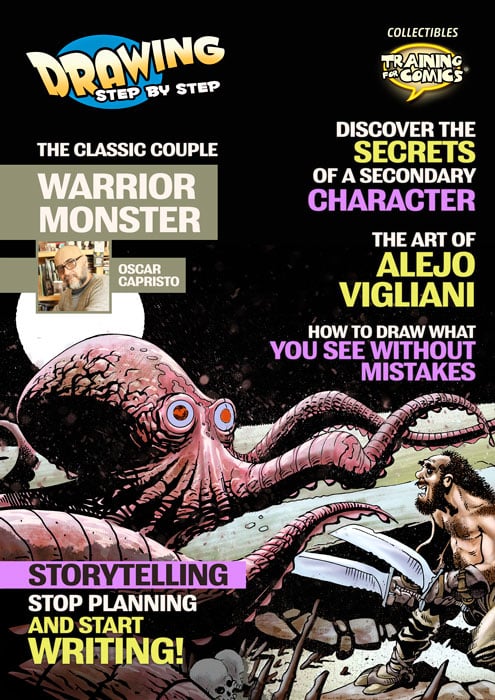 DRAWING
STEP BY STEP
COLLECTIBLES
TRAINING
FOR COMICS
®
THE CLASSIC COUPLE
WARRIOR
MONSTER
OSCAR
CAPRISTO
DISCOVER THE
SECRETS
OF A SECONDARY
CHARACTER
THE ART OF
ALEJO
VIGLIANI
HOW TO DRAW WHAT
YOU SEE WITHOUT
MISTAKES
STORYTELLING
STOP PLANNING
AND START
WRITING!